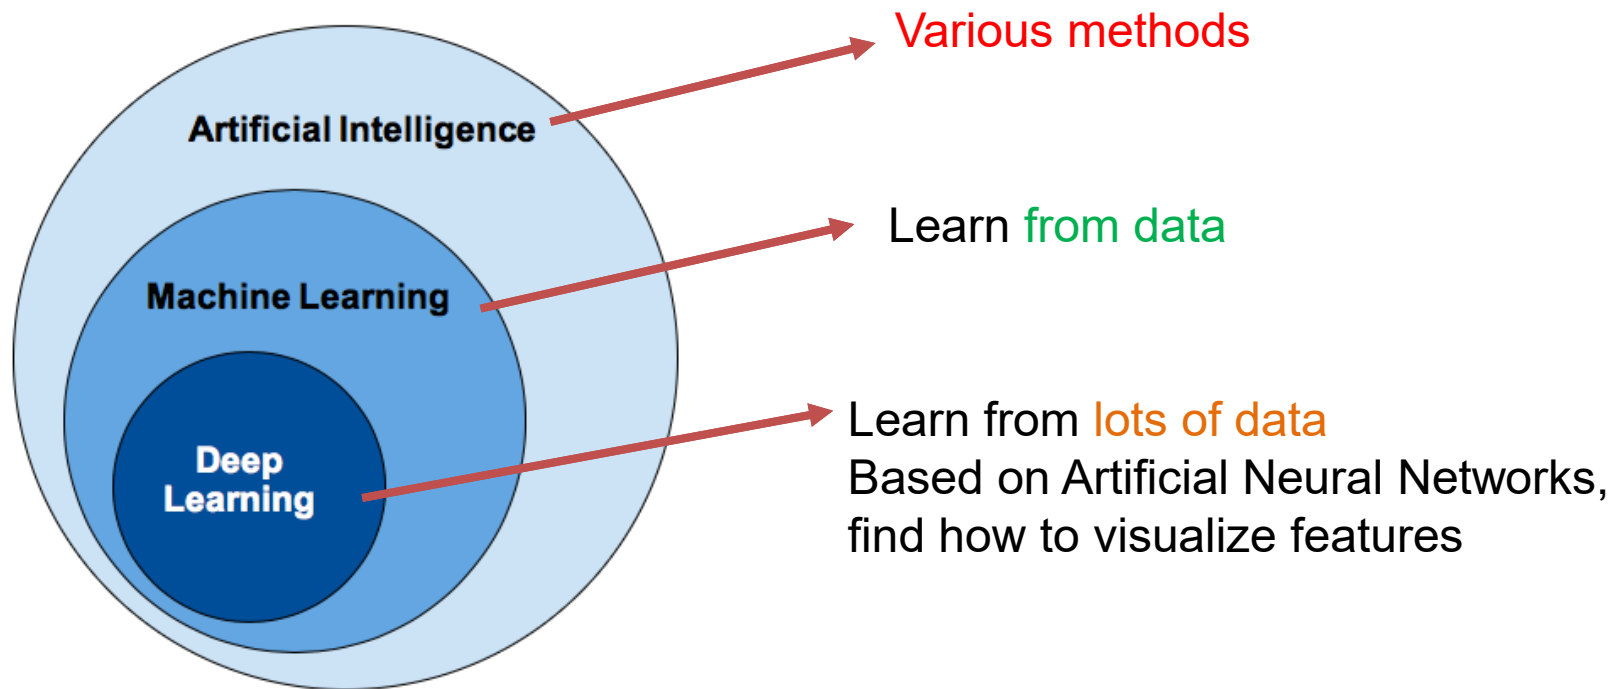 Various methods
Artificial Intelligence
Learn from data
Machine Learning
Learn from lots of data
Based on Artificial Neural Networks,
find how to visualize features
Deep
Learning